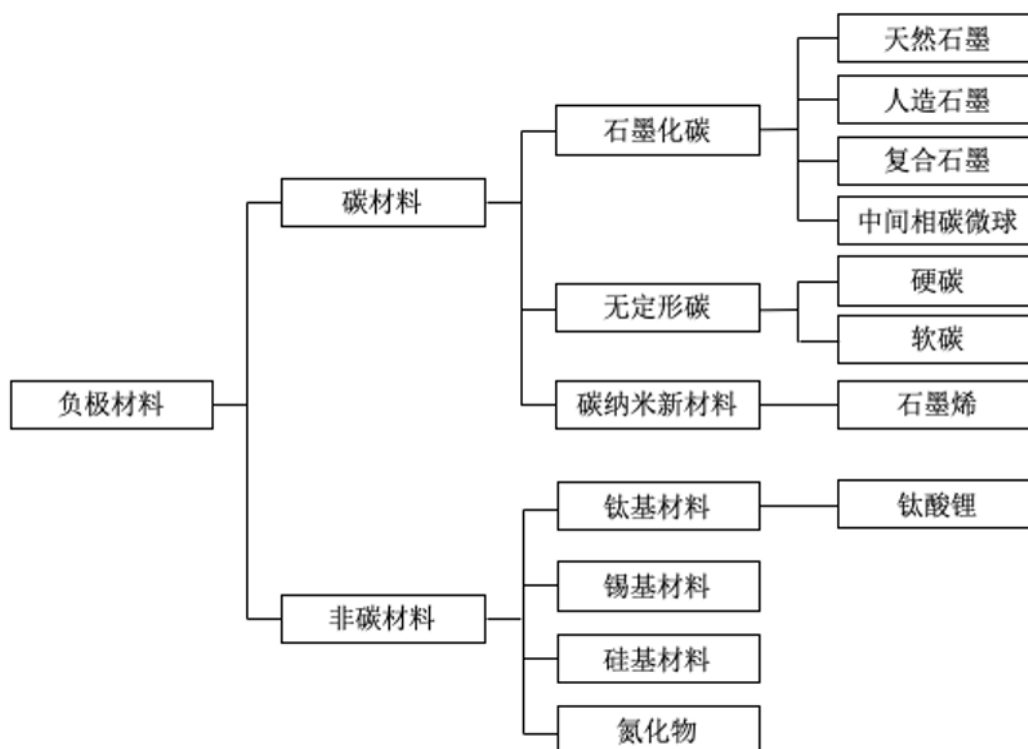 天然石墨
人造石墨
石墨化碳
复合石墨
碳材料
中间相碳微球
硬碳
无定形碳
软碳
负极材料
碳纳米新材料
石墨烯
钛基材料
钛酸锂
锡基材料
非碳材料
硅基材料
氮化物